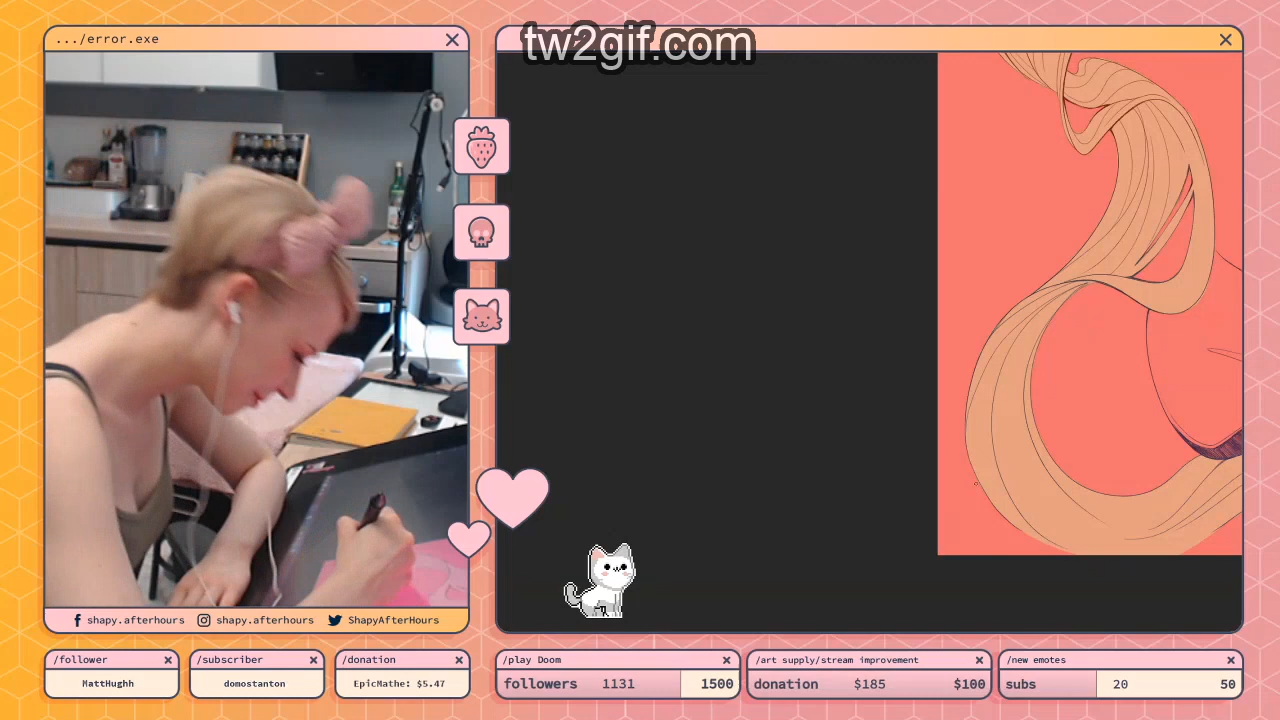 .../error.exe
tw2gif.com
shapy.afterhours
shapy.afterhours
ShapyAfterHours
/follower
MattHughh
/subscriber
domostanton
/donation
EpicMathe: $5.47
/play Doom
followers 1131 1500
/art supply/stream improvement
donation $185 $100
/new emotes
subs 20 50